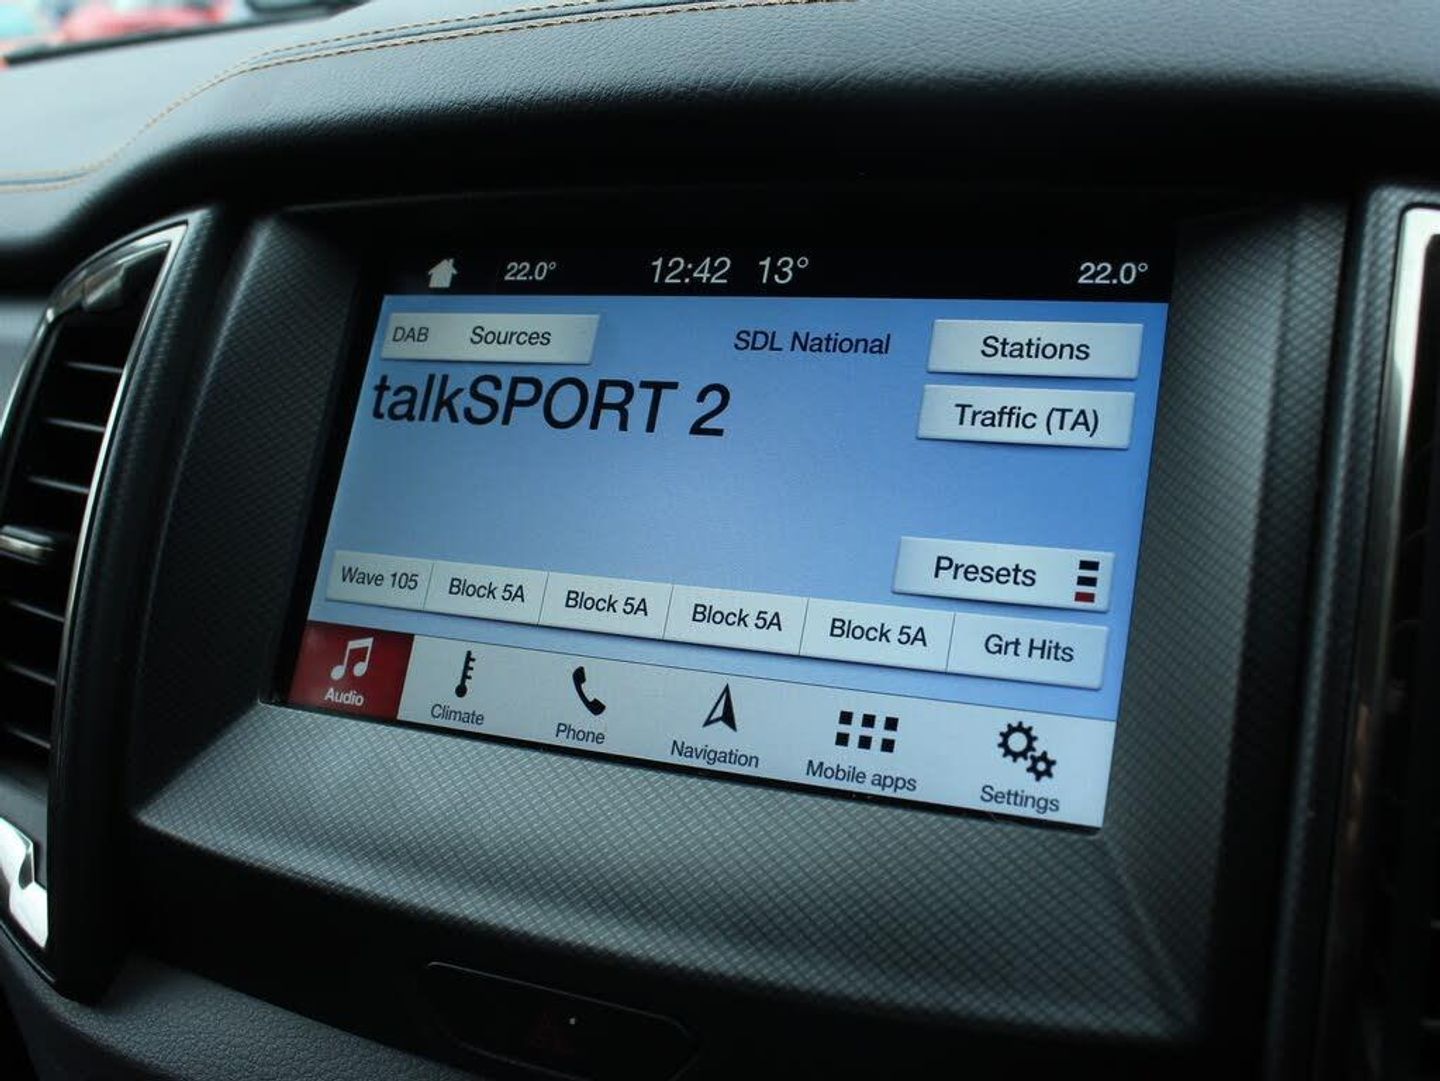 22.0° 12:42 13° 22.0°
DAB Sources SDL National Stations
talkSPORT 2
Traffic (TA)
Presets
Wave 105 Block 5A Block 5A Block 5A Block 5A Grt Hits
Audio Climate Phone Navigation Mobile apps Settings